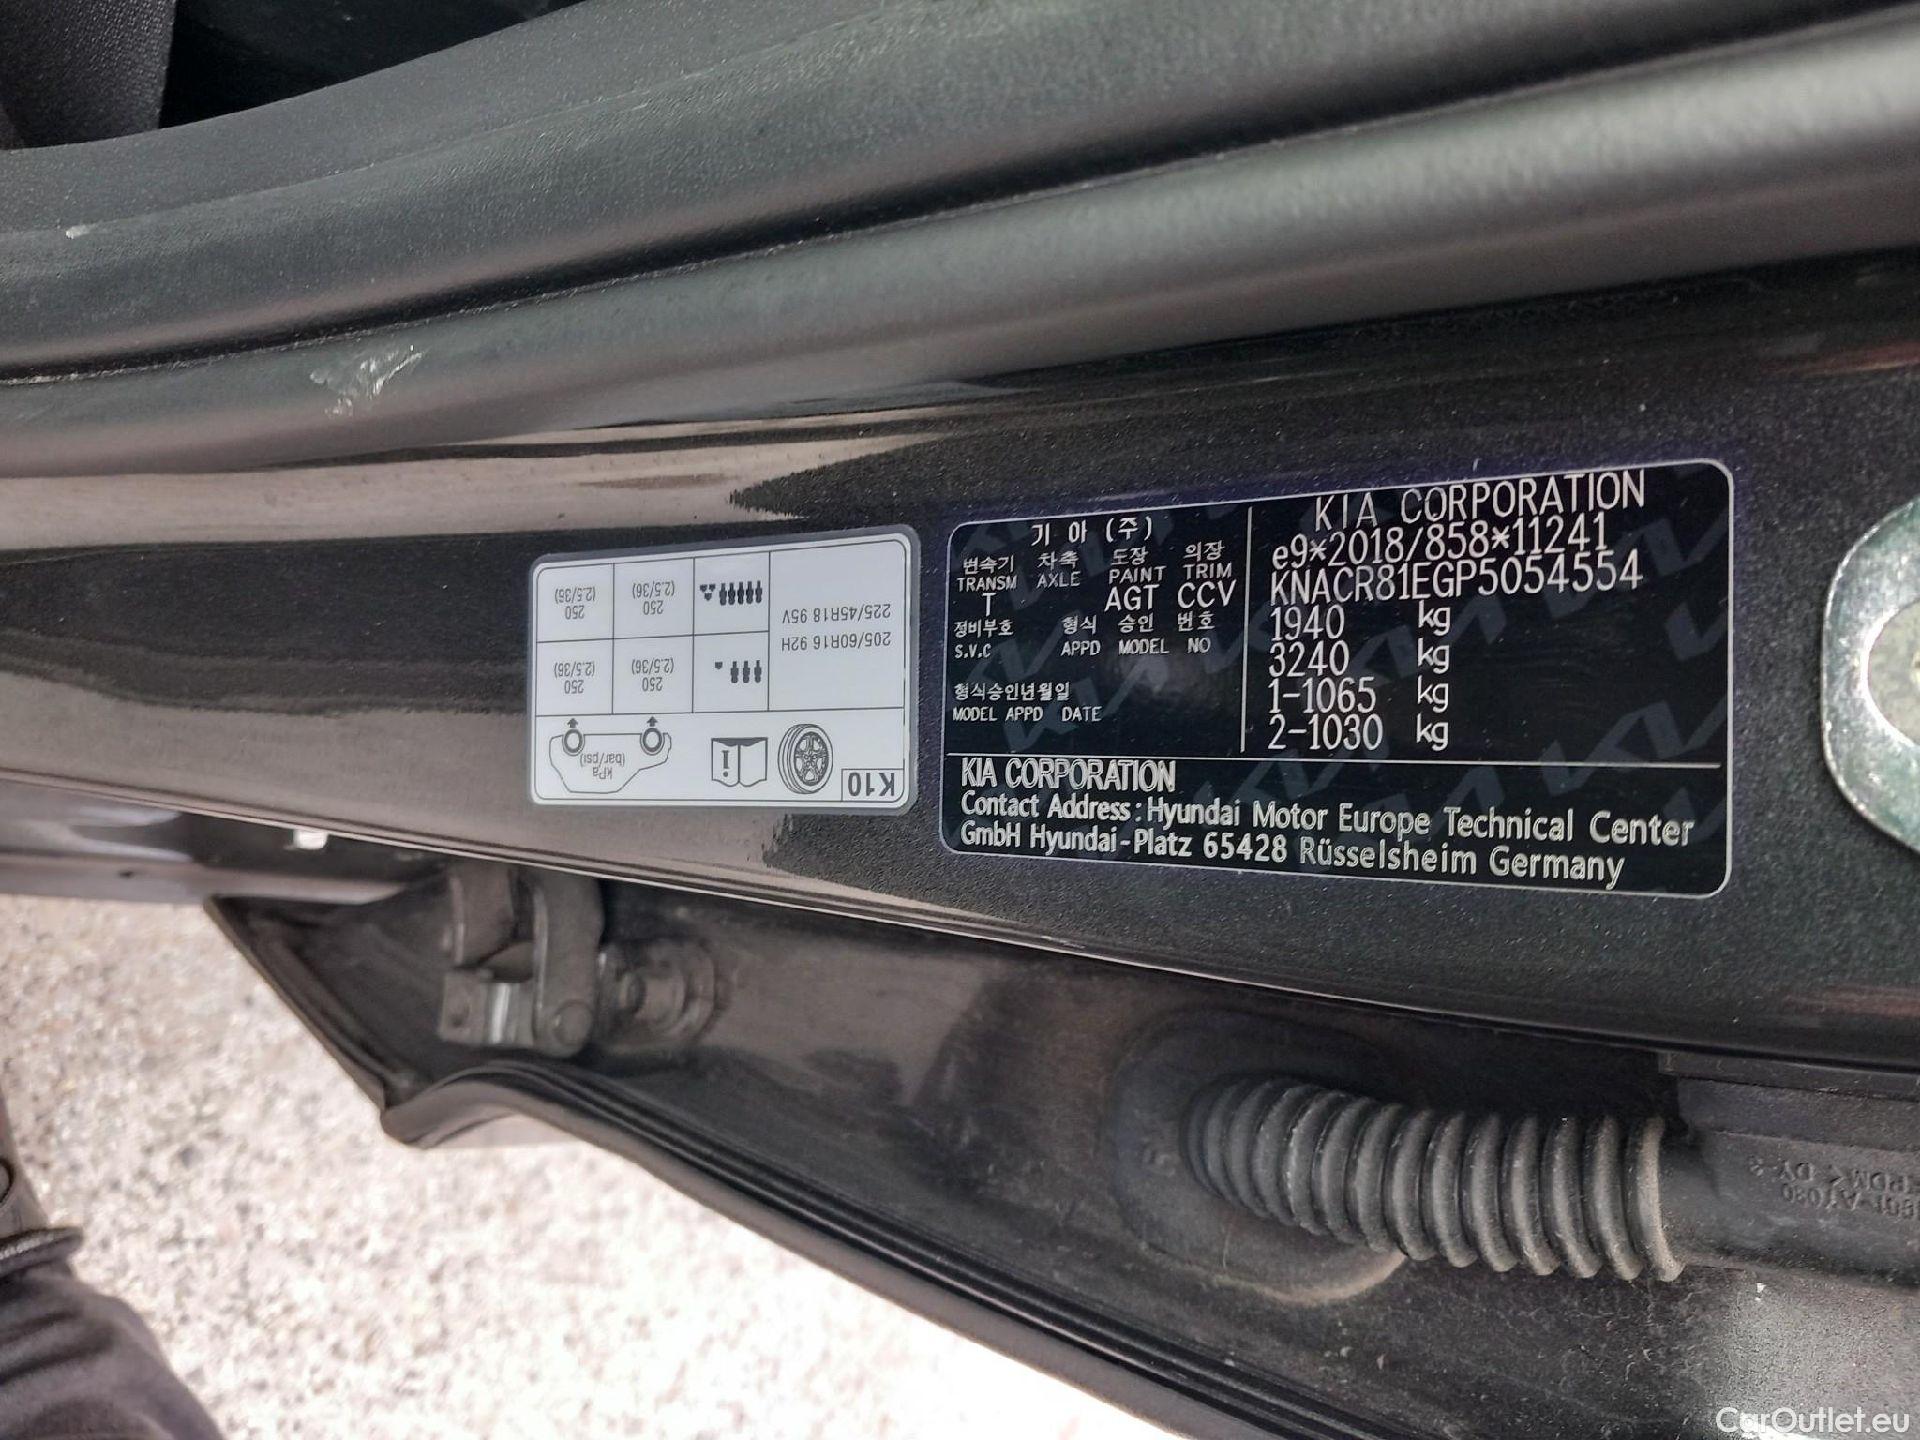 KIA CORPORATION
e9*2018/858*11241
KNACR81EGP5054554
1940 kg
3240 kg
1-1065 kg
2-1030 kg
기 아 (주)
변속기 차축 도장 의장
TRANSM AXLE PAINT TRIM
T AGT CCV
정비부호 형식 승인 번호
S.V.C APPD MODEL NO
형식승인년월일
MODEL APPD DATE
KIA CORPORATION
Contact Address : Hyundai Motor Europe Technical Center
GmbH Hyundai-Platz 65428 Rüsselsheim Germany
K10
i
kPa
(bar/psi)
205/60R16 92H
225/45R18 95V
250
(2.5/36)
250
(2.5/36)
250
(2.5/36)
250
(2.5/36)
CarOutlet.eu